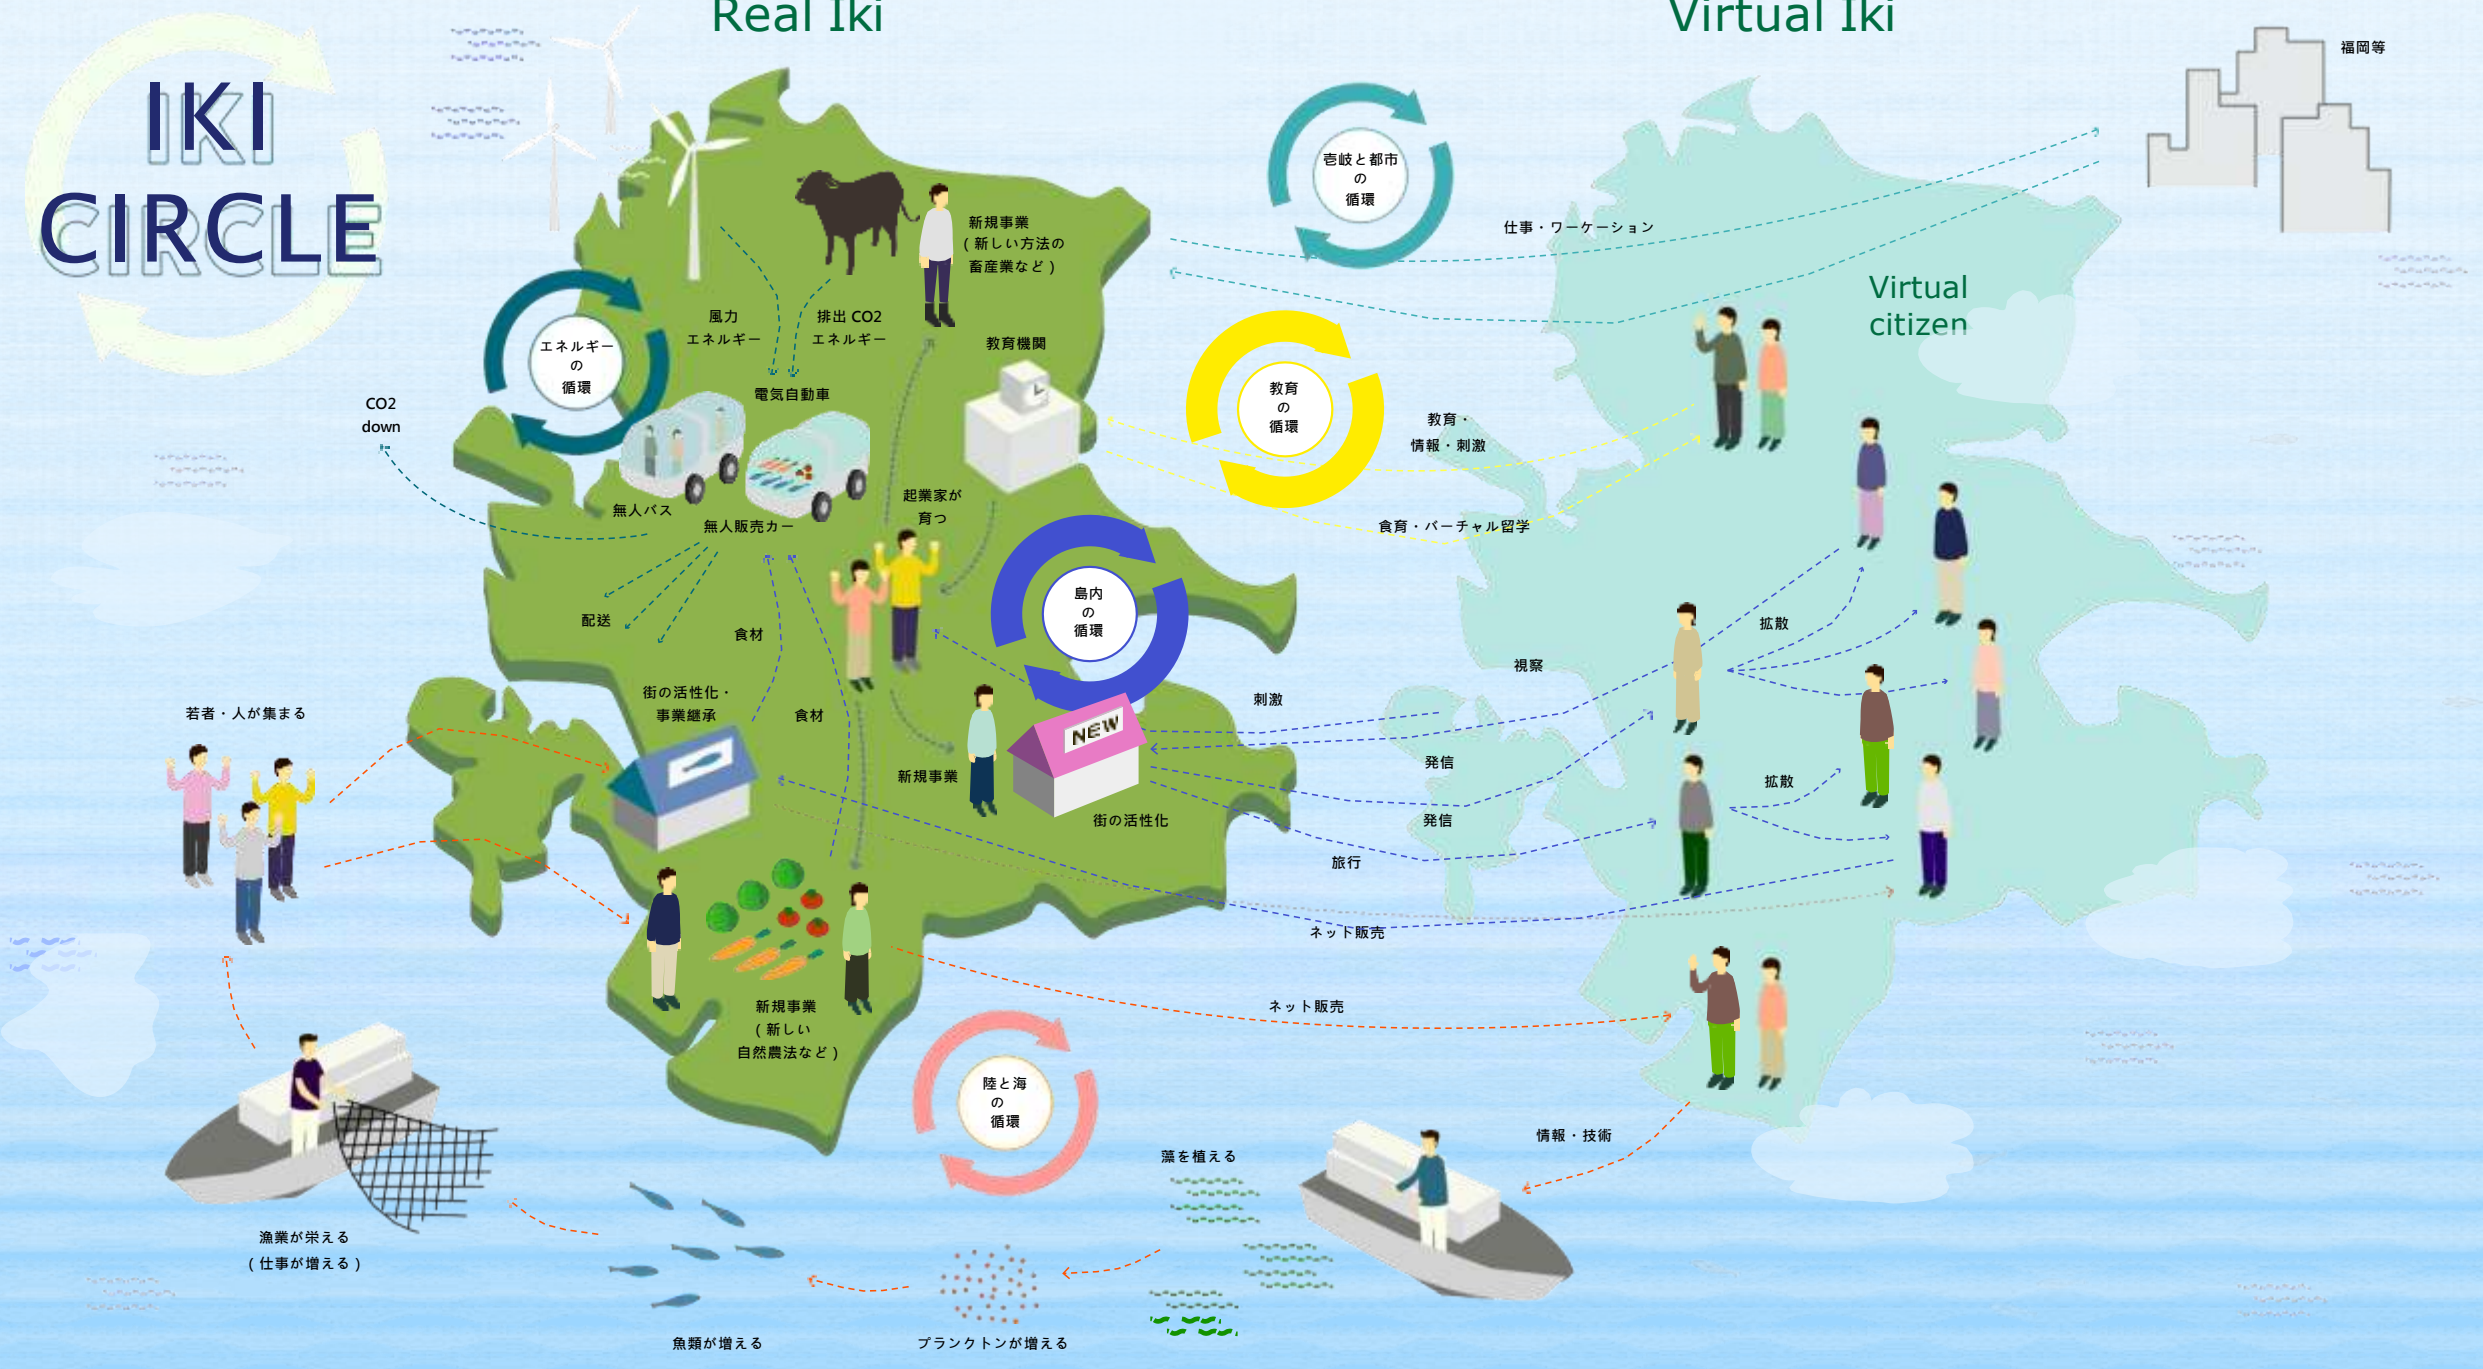 Real Iki
Virtual Iki
IKI
CIRCLE
福岡等
壱岐と都市
の
循環
仕事・ワーケーション
新規事業
(新しい方法の
畜産業など)
Virtual
citizen
風力
エネルギー
排出 CO2
エネルギー
教育機関
エネルギー
の
循環
電気自動車
教育
の
循環
CO2
down
教育・
情報・刺激
無人バス
無人販売カー
起業家が
育つ
食育・バーチャル留学
島内
の
循環
配送
食材
拡散
視察
街の活性化・
事業継承
食材
刺激
若者・人が集まる
NEW
新規事業
発信
拡散
街の活性化
発信
旅行
ネット販売
新規事業
(新しい
自然農法など)
ネット販売
陸と海
の
循環
情報・技術
藻を植える
漁業が栄える
(仕事が増える)
魚類が増える
プランクトンが増える